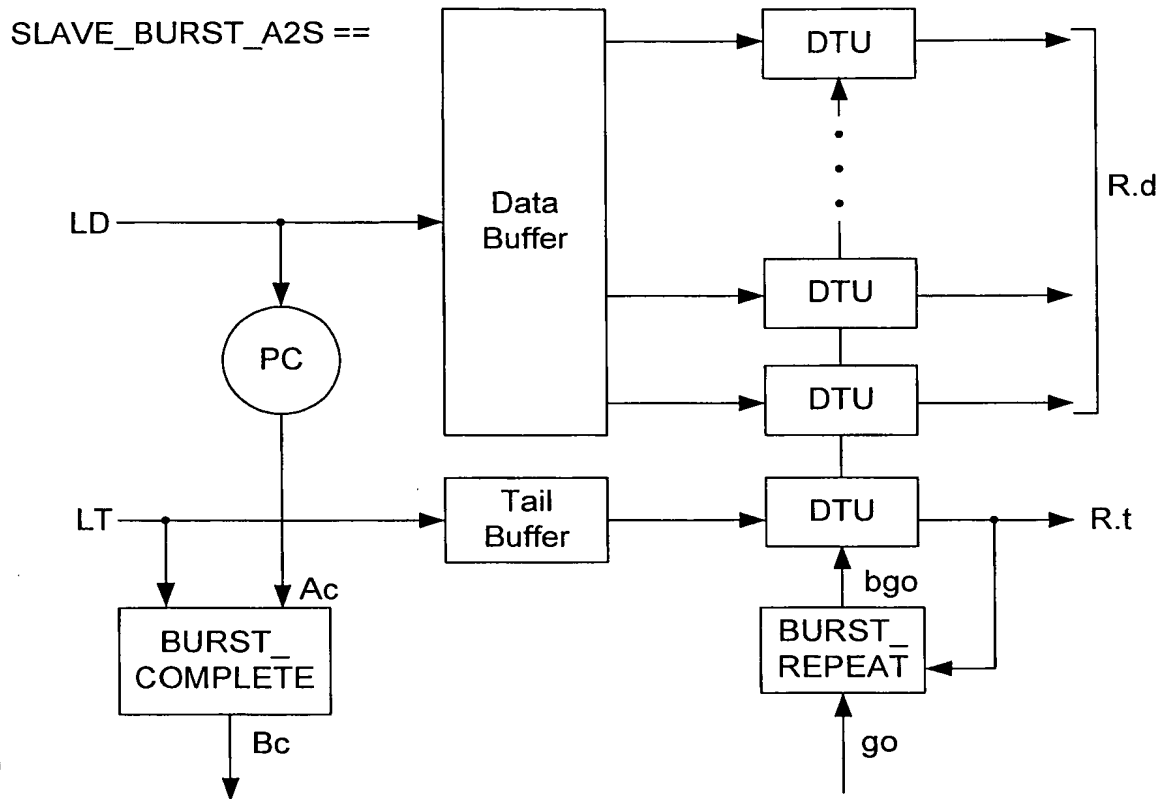 SLAVE_BURST_A2S ==
DTU
R.d
LD
Data
Buffer
DTU
PC
DTU
LT
Tail
Buffer
DTU
R.t
Ac
bgo
BURST_
COMPLETE
BURST_
REPEAT
Bc
go